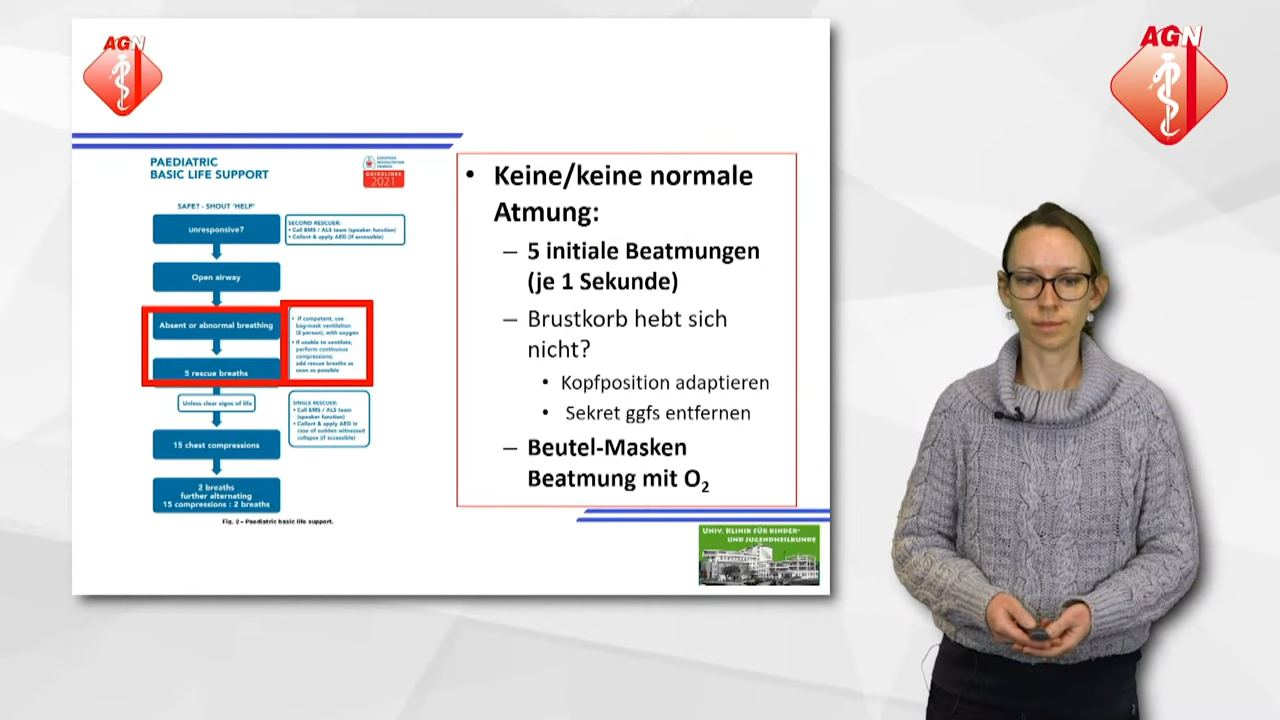 AGN
AGN
PAEDIATRIC
BASIC LIFE SUPPORT
GUIDELINES
2021
SAFE? - SHOUT 'HELP'
unresponsive?
SECOND RESCUER:
• Call EMS / ALS team (speaker function)
• Collect & apply AED (if accessible)
Open airway
Absent or abnormal breathing
• If competent, use
bag-mask ventilation
(2-person), with oxygen
• If unable to ventilate,
perform continuous
compressions;
add rescue breaths as
soon as possible
5 rescue breaths
Unless clear signs of life
SINGLE RESCUER:
• Call EMS / ALS team
(speaker function)
• Collect & apply AED in
case of sudden witnessed
collapse (if accessible)
15 chest compressions
2 breaths
further alternating
15 compressions : 2 breaths
Fig. 2 – Paediatric basic life support.
• Keine/keine normale
Atmung:
– 5 initiale Beatmungen
(je 1 Sekunde)
– Brustkorb hebt sich
nicht?
• Kopfposition adaptieren
• Sekret ggfs entfernen
– Beutel-Masken
Beatmung mit O₂
UNIV. KLINIK FÜR KINDER-
UND JUGENDHEILKUNDE